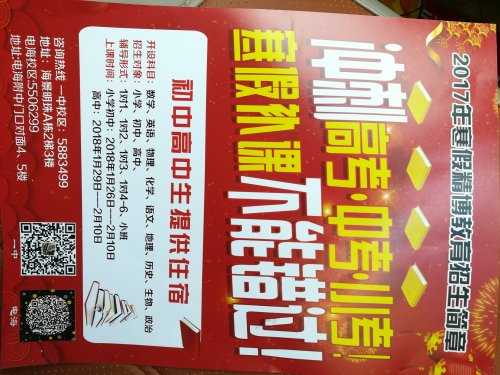 2017年寒假精博教育招生简章
冲刺高考·中考·小考!
寒假补课不能错过!
初中高中生提供住宿
开设科目：数学、英语、物理、化学、语文、地理、历史、生物、政治
招生对象：小学、初中、高中、
辅导形式：1对1、1对2、1对3、1对4-6、小班
上课时间：小学初中：2018年1月26日——2月10日
高中：2018年1月29日——2月10日
咨询热线 一中校区：5883499
地址：海景明珠A栋2梯3楼
电海校区:5506299
地址:电海附中门口对面4、5楼
一中
电海